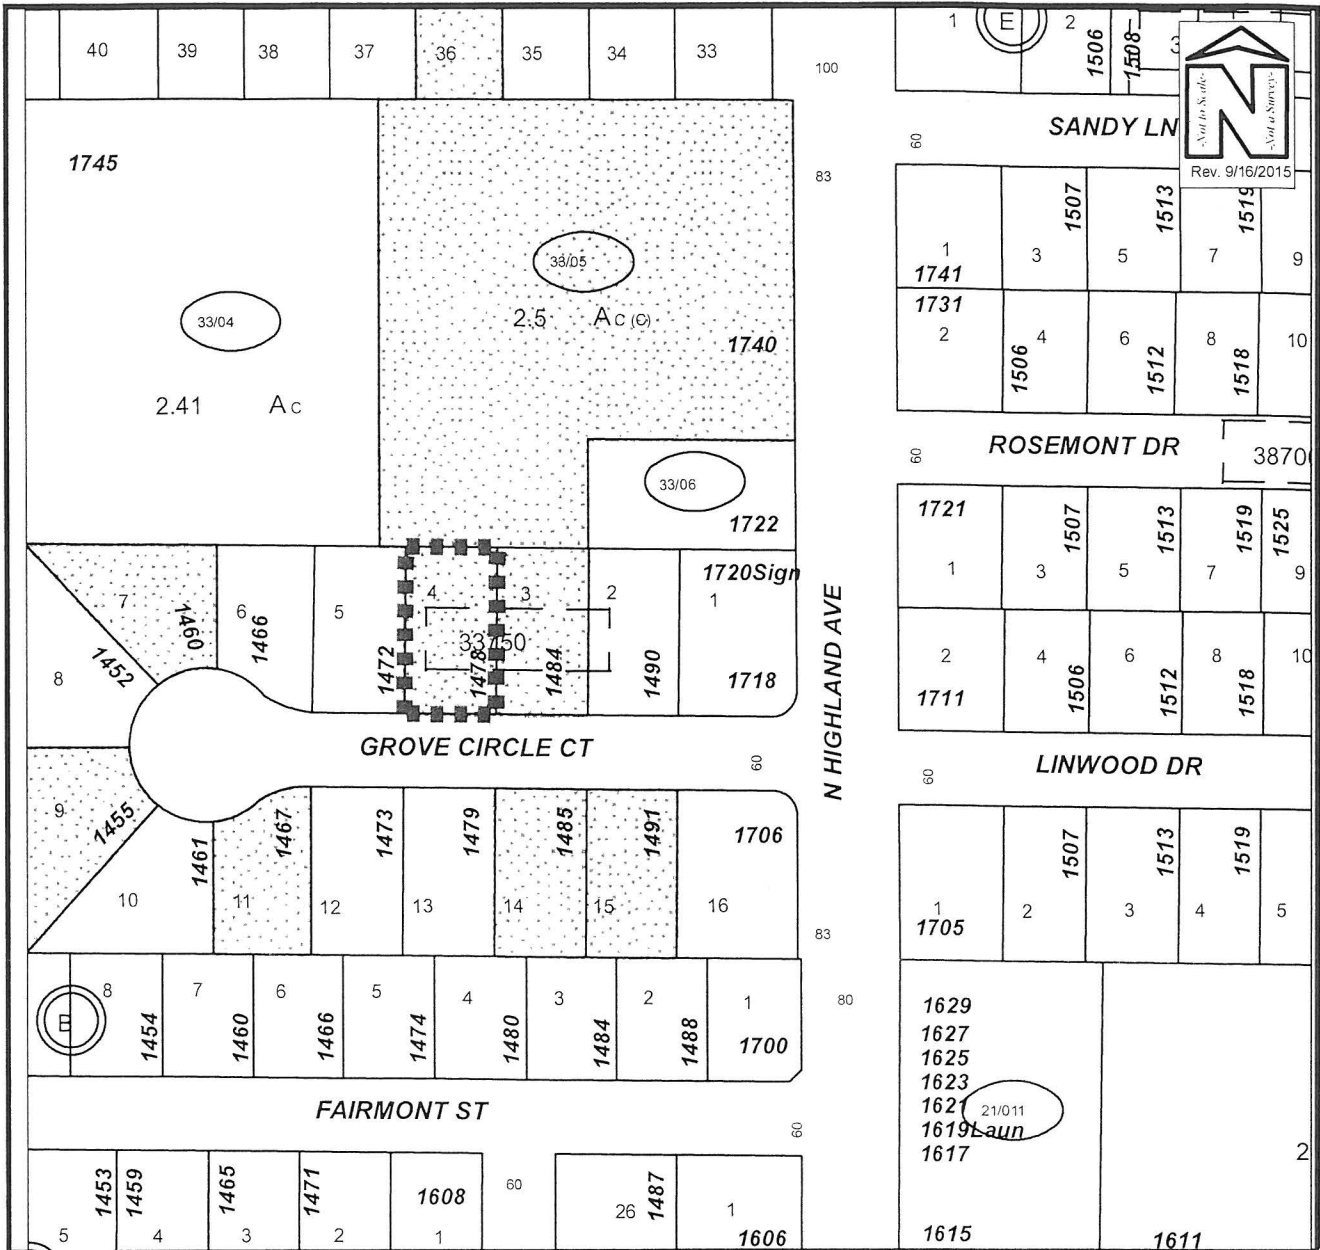 40 39 38 37 36 35 34 33
100
1 E 2 1506 1508 3
SANDY LN
60
-Not to Scale-
N
-Not a Survey-
Rev. 9/16/2015
1745
83
33/05
2.5 Ac (C)
1740
33/04
2.41 Ac
33/06
1722
1 1741 3 1507 5 1513 7 1519 9
1731 2 1506 4 6 1512 8 1518 10
60
ROSEMONT DR
38700
1721 1 1507 3 1513 5 1519 7 1525 9
2 1711 4 1506 6 1512 8 1518 10
7 1460 6 1466 5 1472 4 1478 3 1484 2 1490 1
1720Sign
33750
1718
8 1452
GROVE CIRCLE CT
60
N HIGHLAND AVE
60
LINWOOD DR
9 1455 1461 1467 1473 1479 1485 1491 1706
10 11 12 13 14 15 16
83
1507 1513 1519
1 2 3 4 5
1705
B 8 7 6 5 4 3 2 1
1454 1460 1466 1474 1480 1484 1488 1700
80
1629
1627
1625
1623
1621 21/011
1619Laun
1617
2
FAIRMONT ST
60
1453 1459 1465 1471 1608 60 1487
5 4 3 2 1 26 1
1606
1615 1611